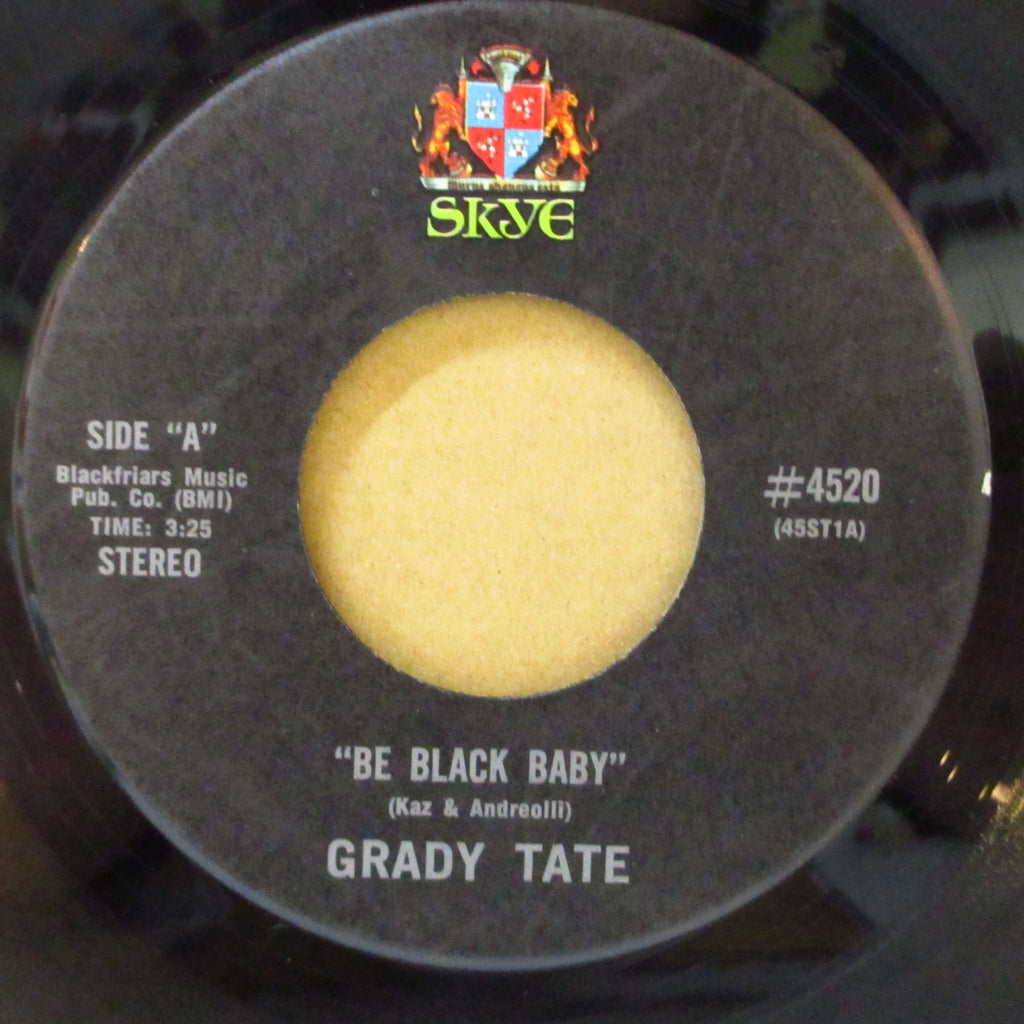 SKYE
SIDE "A"
Blackfriars Music
Pub. Co. (BMI)
TIME: 3:25
STEREO
#4520
(45ST1A)
"BE BLACK BABY"
(Kaz & Andreolli)
GRADY TATE